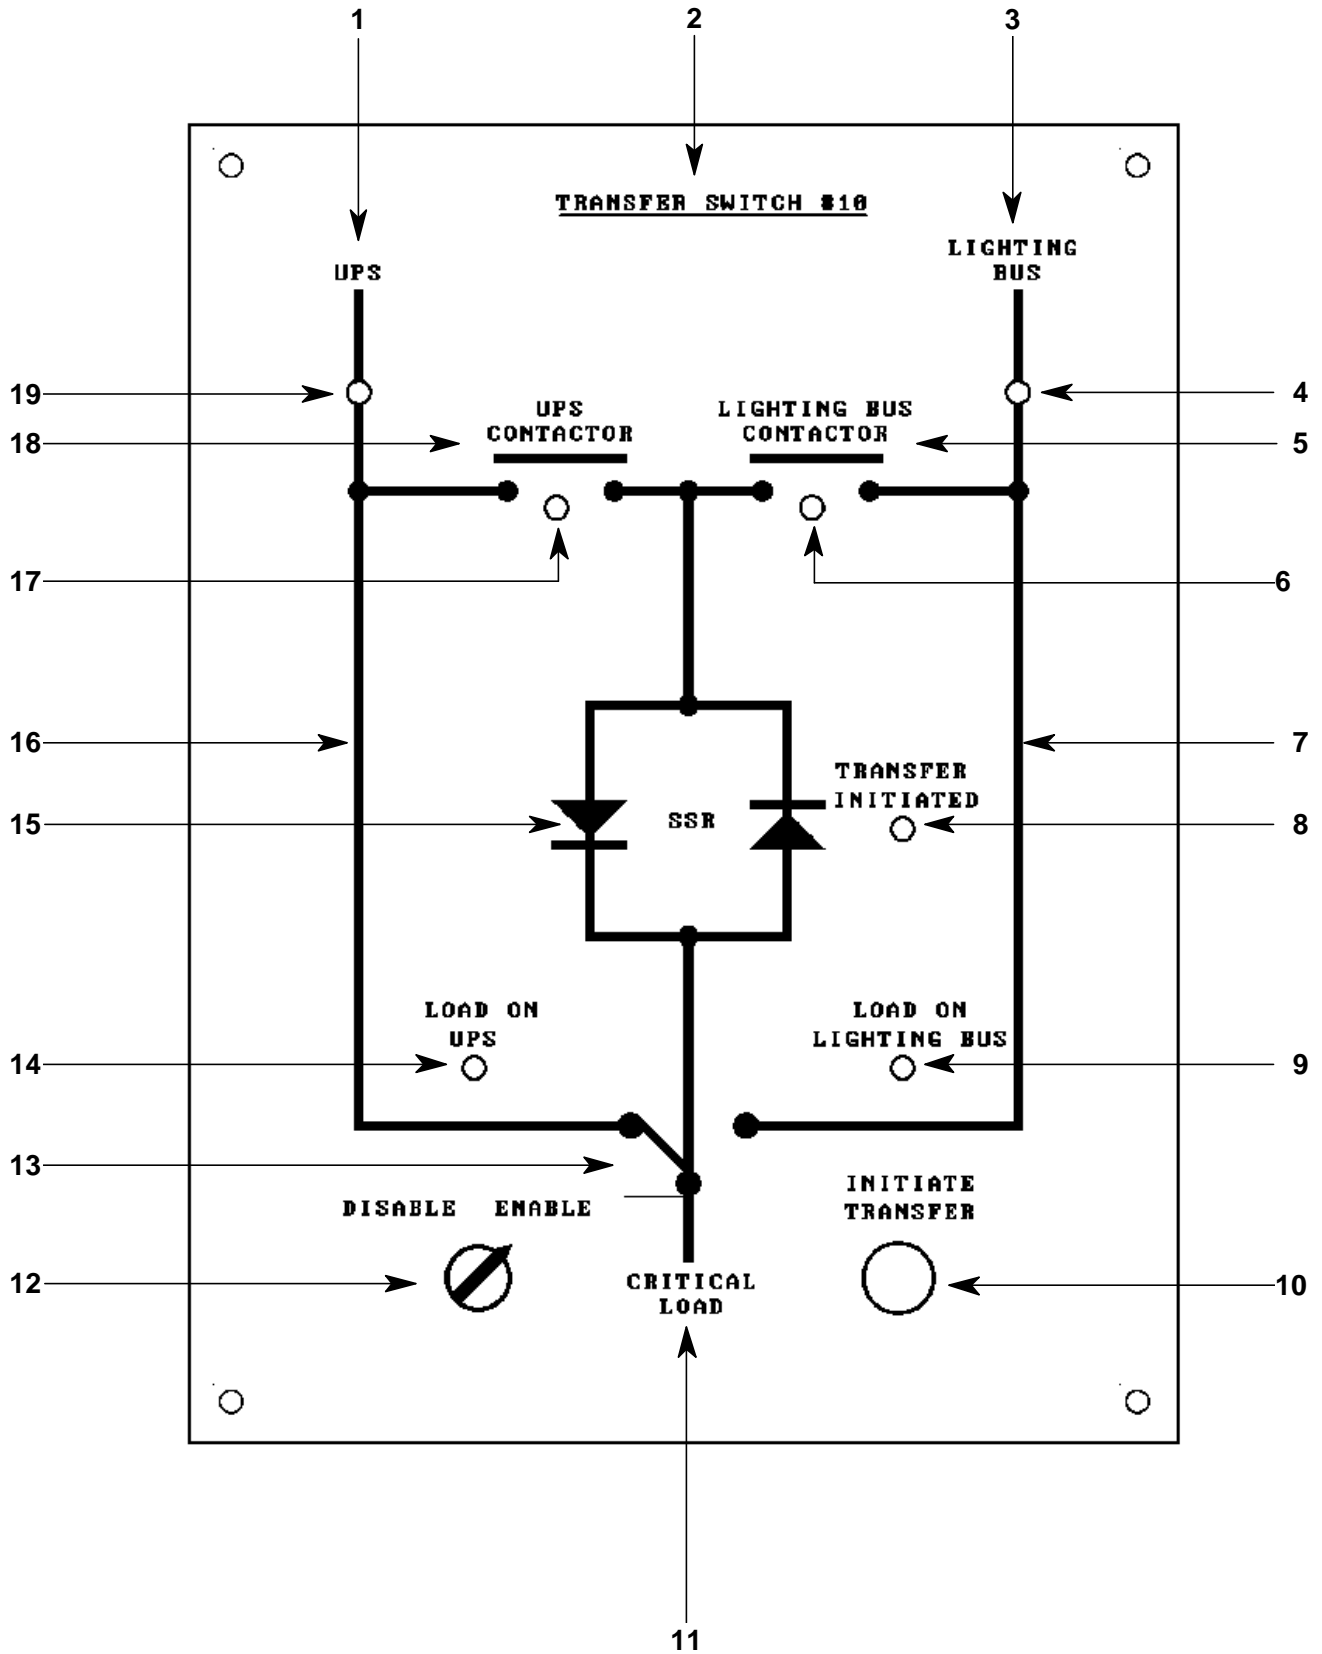 1
2
3
TRANSFER SWITCH #10
UPS
LIGHTING
BUS
19
4
UPS
CONTACTOR
LIGHTING BUS
CONTACTOR
18
5
17
6
16
7
TRANSFER
INITIATED
15
SSR
8
LOAD ON
UPS
LOAD ON
LIGHTING BUS
14
9
13
DISABLE ENABLE
INITIATE
TRANSFER
12
CRITICAL
LOAD
10
11